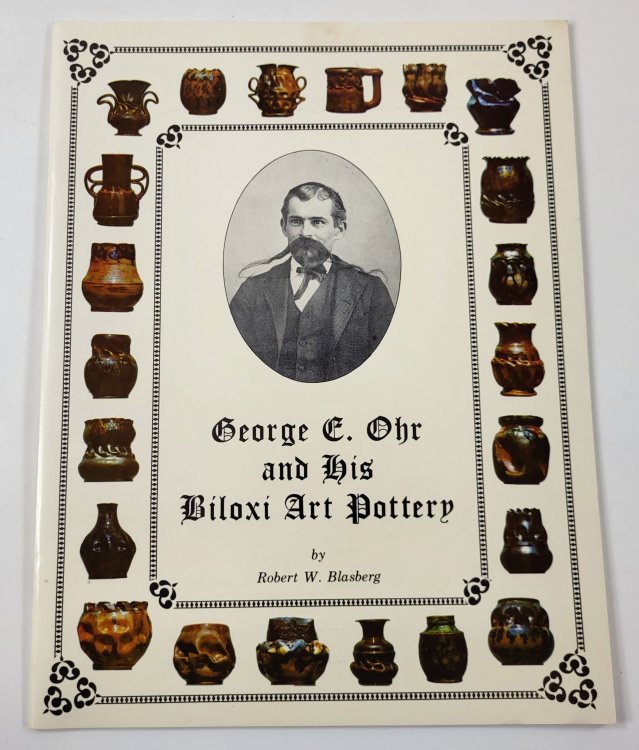 George E. Ohr
and His
Biloxi Art Pottery
by
Robert W. Blasberg